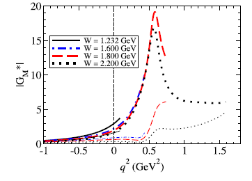 20
15
10
5
0
|G_M*|
W = 1.232 GeV
W = 1.600 GeV
W = 1.800 GeV
W = 2.200 GeV
-1 -0.5 0 0.5 1 1.5
q² (GeV²)